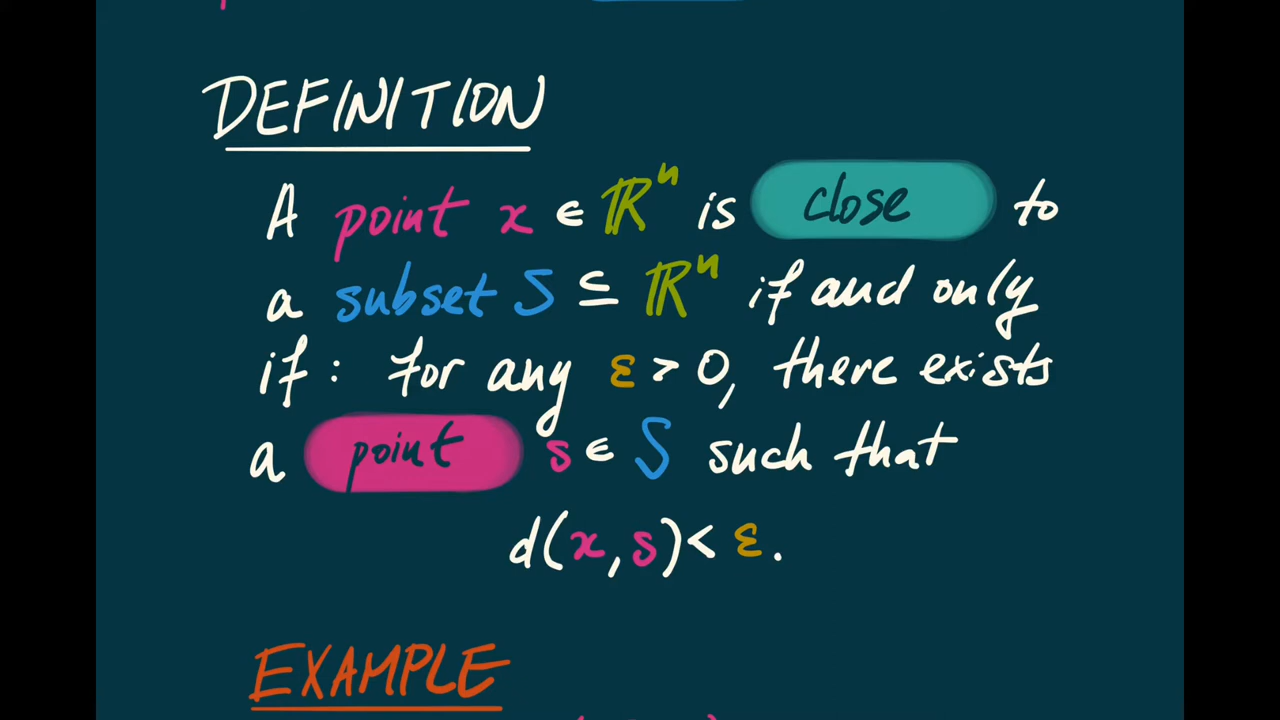 DEFINITION
A point x ∈ ℝⁿ is close to
a subset S ⊆ ℝⁿ if and only
if : for any ε > 0, there exists
a point s ∈ S such that
d(x,s) < ε.
EXAMPLE